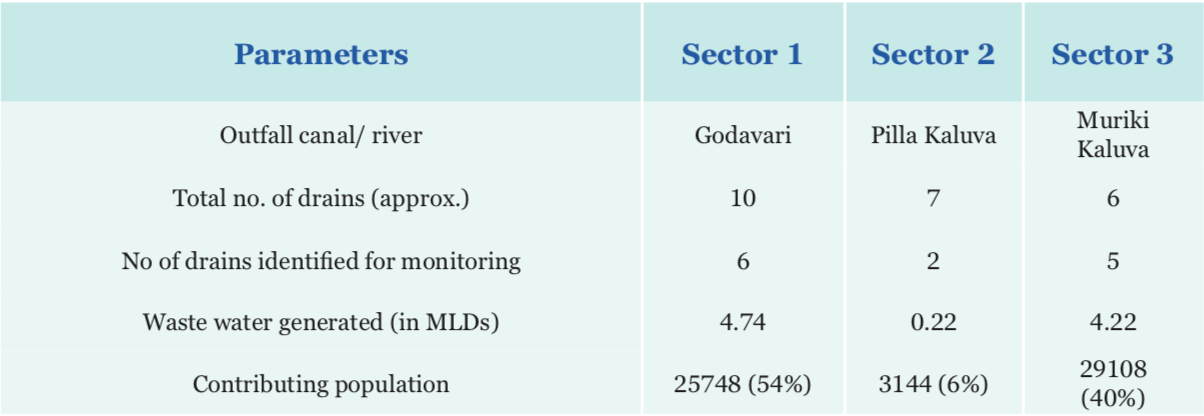 Parameters Sector 1 Sector 2 Sector 3
Outfall canal/ river Godavari Pilla Kaluva Muriki
Kaluva
Total no. of drains (approx.) 10 7 6
No of drains identified for monitoring 6 2 5
Waste water generated (in MLDs) 4.74 0.22 4.22
Contributing population 25748 (54%) 3144 (6%) 29108
(40%)